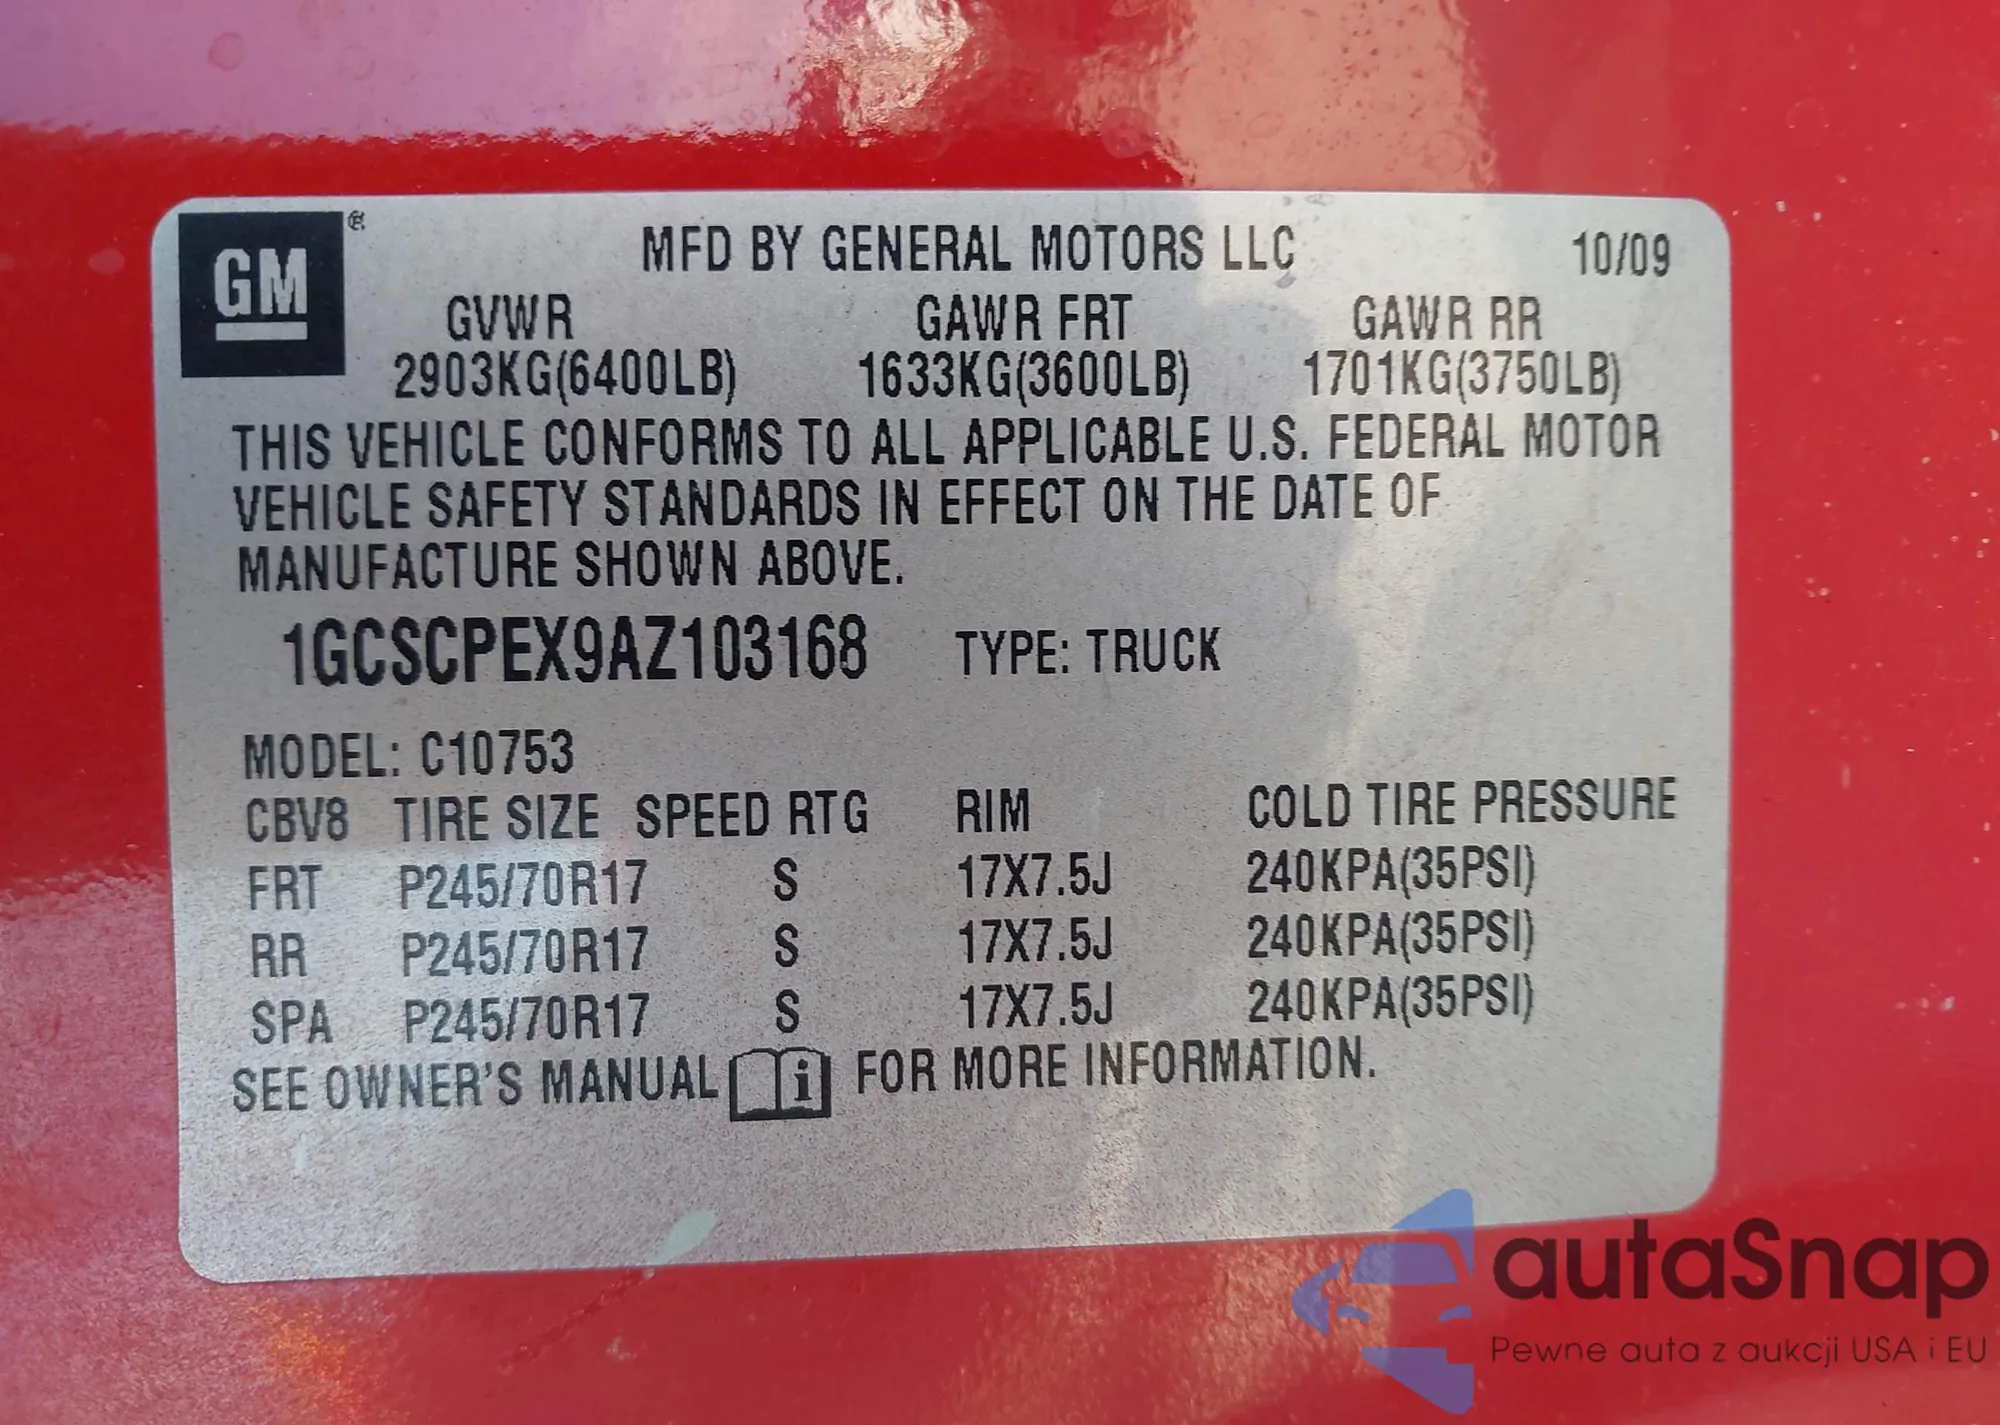 GM ®
MFD BY GENERAL MOTORS LLC 10/09
GVWR GAWR FRT GAWR RR
2903KG(6400LB) 1633KG(3600LB) 1701KG(3750LB)
THIS VEHICLE CONFORMS TO ALL APPLICABLE U.S. FEDERAL MOTOR
VEHICLE SAFETY STANDARDS IN EFFECT ON THE DATE OF
MANUFACTURE SHOWN ABOVE.
1GCSCPEX9AZ103168 TYPE: TRUCK
MODEL: C10753
CBV8 TIRE SIZE SPEED RTG RIM COLD TIRE PRESSURE
FRT P245/70R17 S 17X7.5J 240KPA(35PSI)
RR P245/70R17 S 17X7.5J 240KPA(35PSI)
SPA P245/70R17 S 17X7.5J 240KPA(35PSI)
SEE OWNER'S MANUAL i FOR MORE INFORMATION.
autaSnap
Pewne auta z aukcji USA i EU